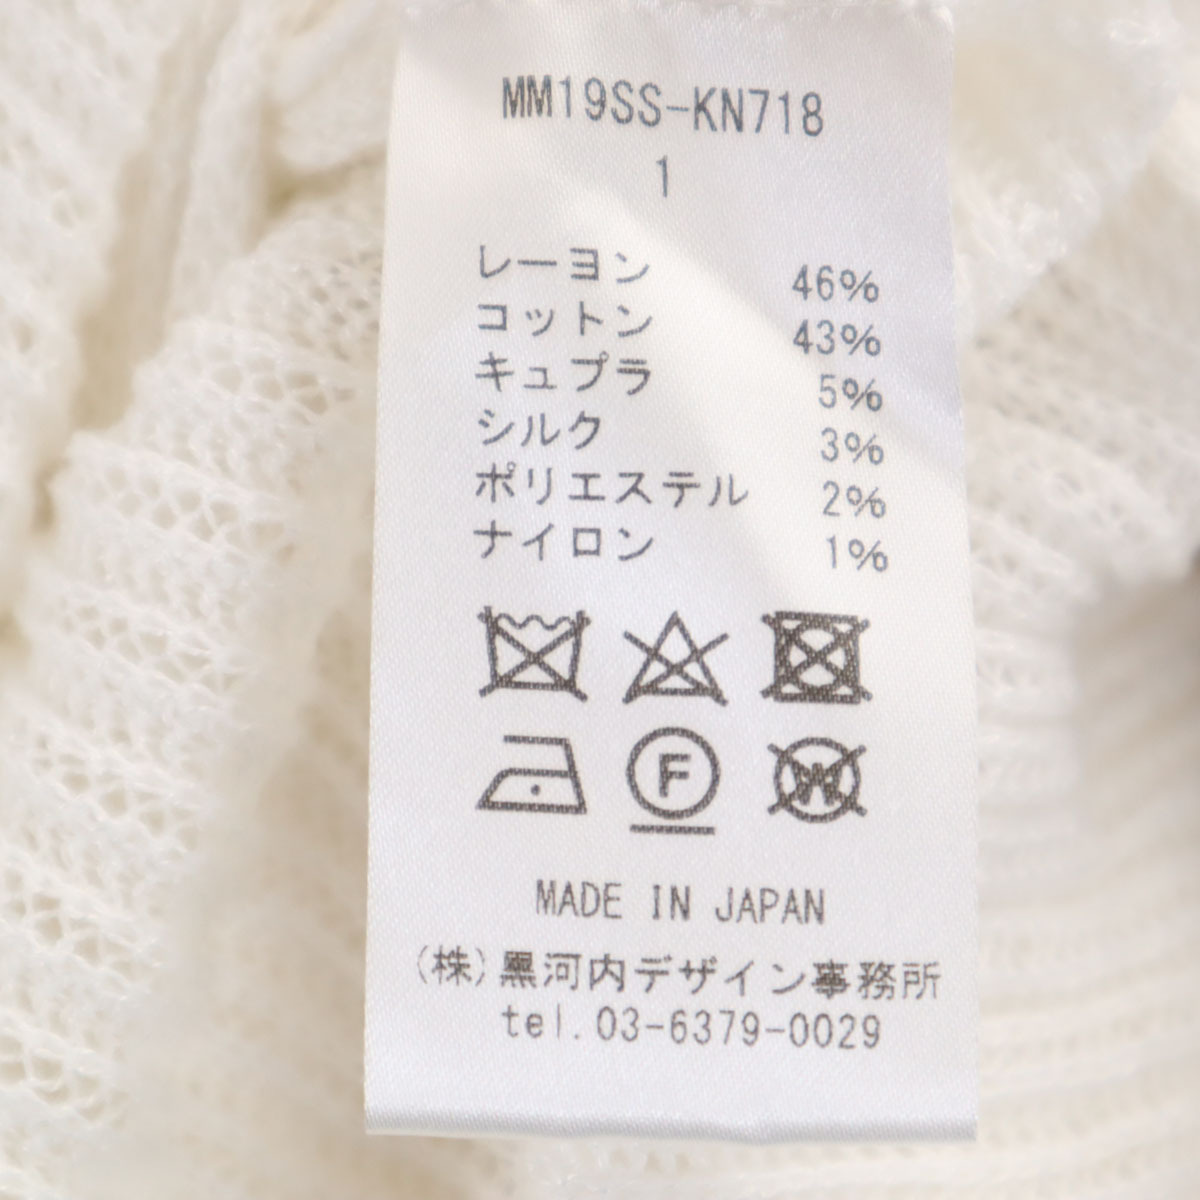 MM19SS-KN718
1
レーヨン 46%
コットン 43%
キュプラ 5%
シルク 3%
ポリエステル 2%
ナイロン 1%
F W
MADE IN JAPAN
(株)黒河内デザイン事務所
tel.03-6379-0029